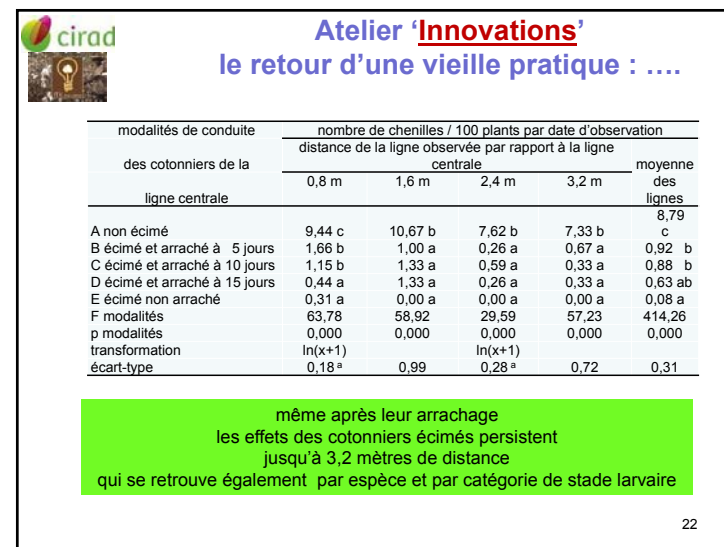 cirad
Atelier ‘Innovations’
le retour d’une vieille pratique : ….
modalités de conduite nombre de chenilles / 100 plants par date d’observation
distance de la ligne observée par rapport à la ligne
des cotonniers de la centrale moyenne
0,8 m 1,6 m 2,4 m 3,2 m des
ligne centrale lignes
8,79
A non écimé 9,44 c 10,67 b 7,62 b 7,33 b c
B écimé et arraché à 5 jours 1,66 b 1,00 a 0,26 a 0,67 a 0,92 b
C écimé et arraché à 10 jours 1,15 b 1,33 a 0,59 a 0,33 a 0,88 b
D écimé et arraché à 15 jours 0,44 a 1,33 a 0,26 a 0,33 a 0,63 ab
E écimé non arraché 0,31 a 0,00 a 0,00 a 0,00 a 0,08 a
F modalités 63,78 58,92 29,59 57,23 414,26
p modalités 0,000 0,000 0,000 0,000 0,000
transformation ln(x+1) ln(x+1)
écart-type 0,18 a 0,99 0,28 a 0,72 0,31
même après leur arrachage
les effets des cotonniers écimés persistent
jusqu’à 3,2 mètres de distance
qui se retrouve également par espèce et par catégorie de stade larvaire
22